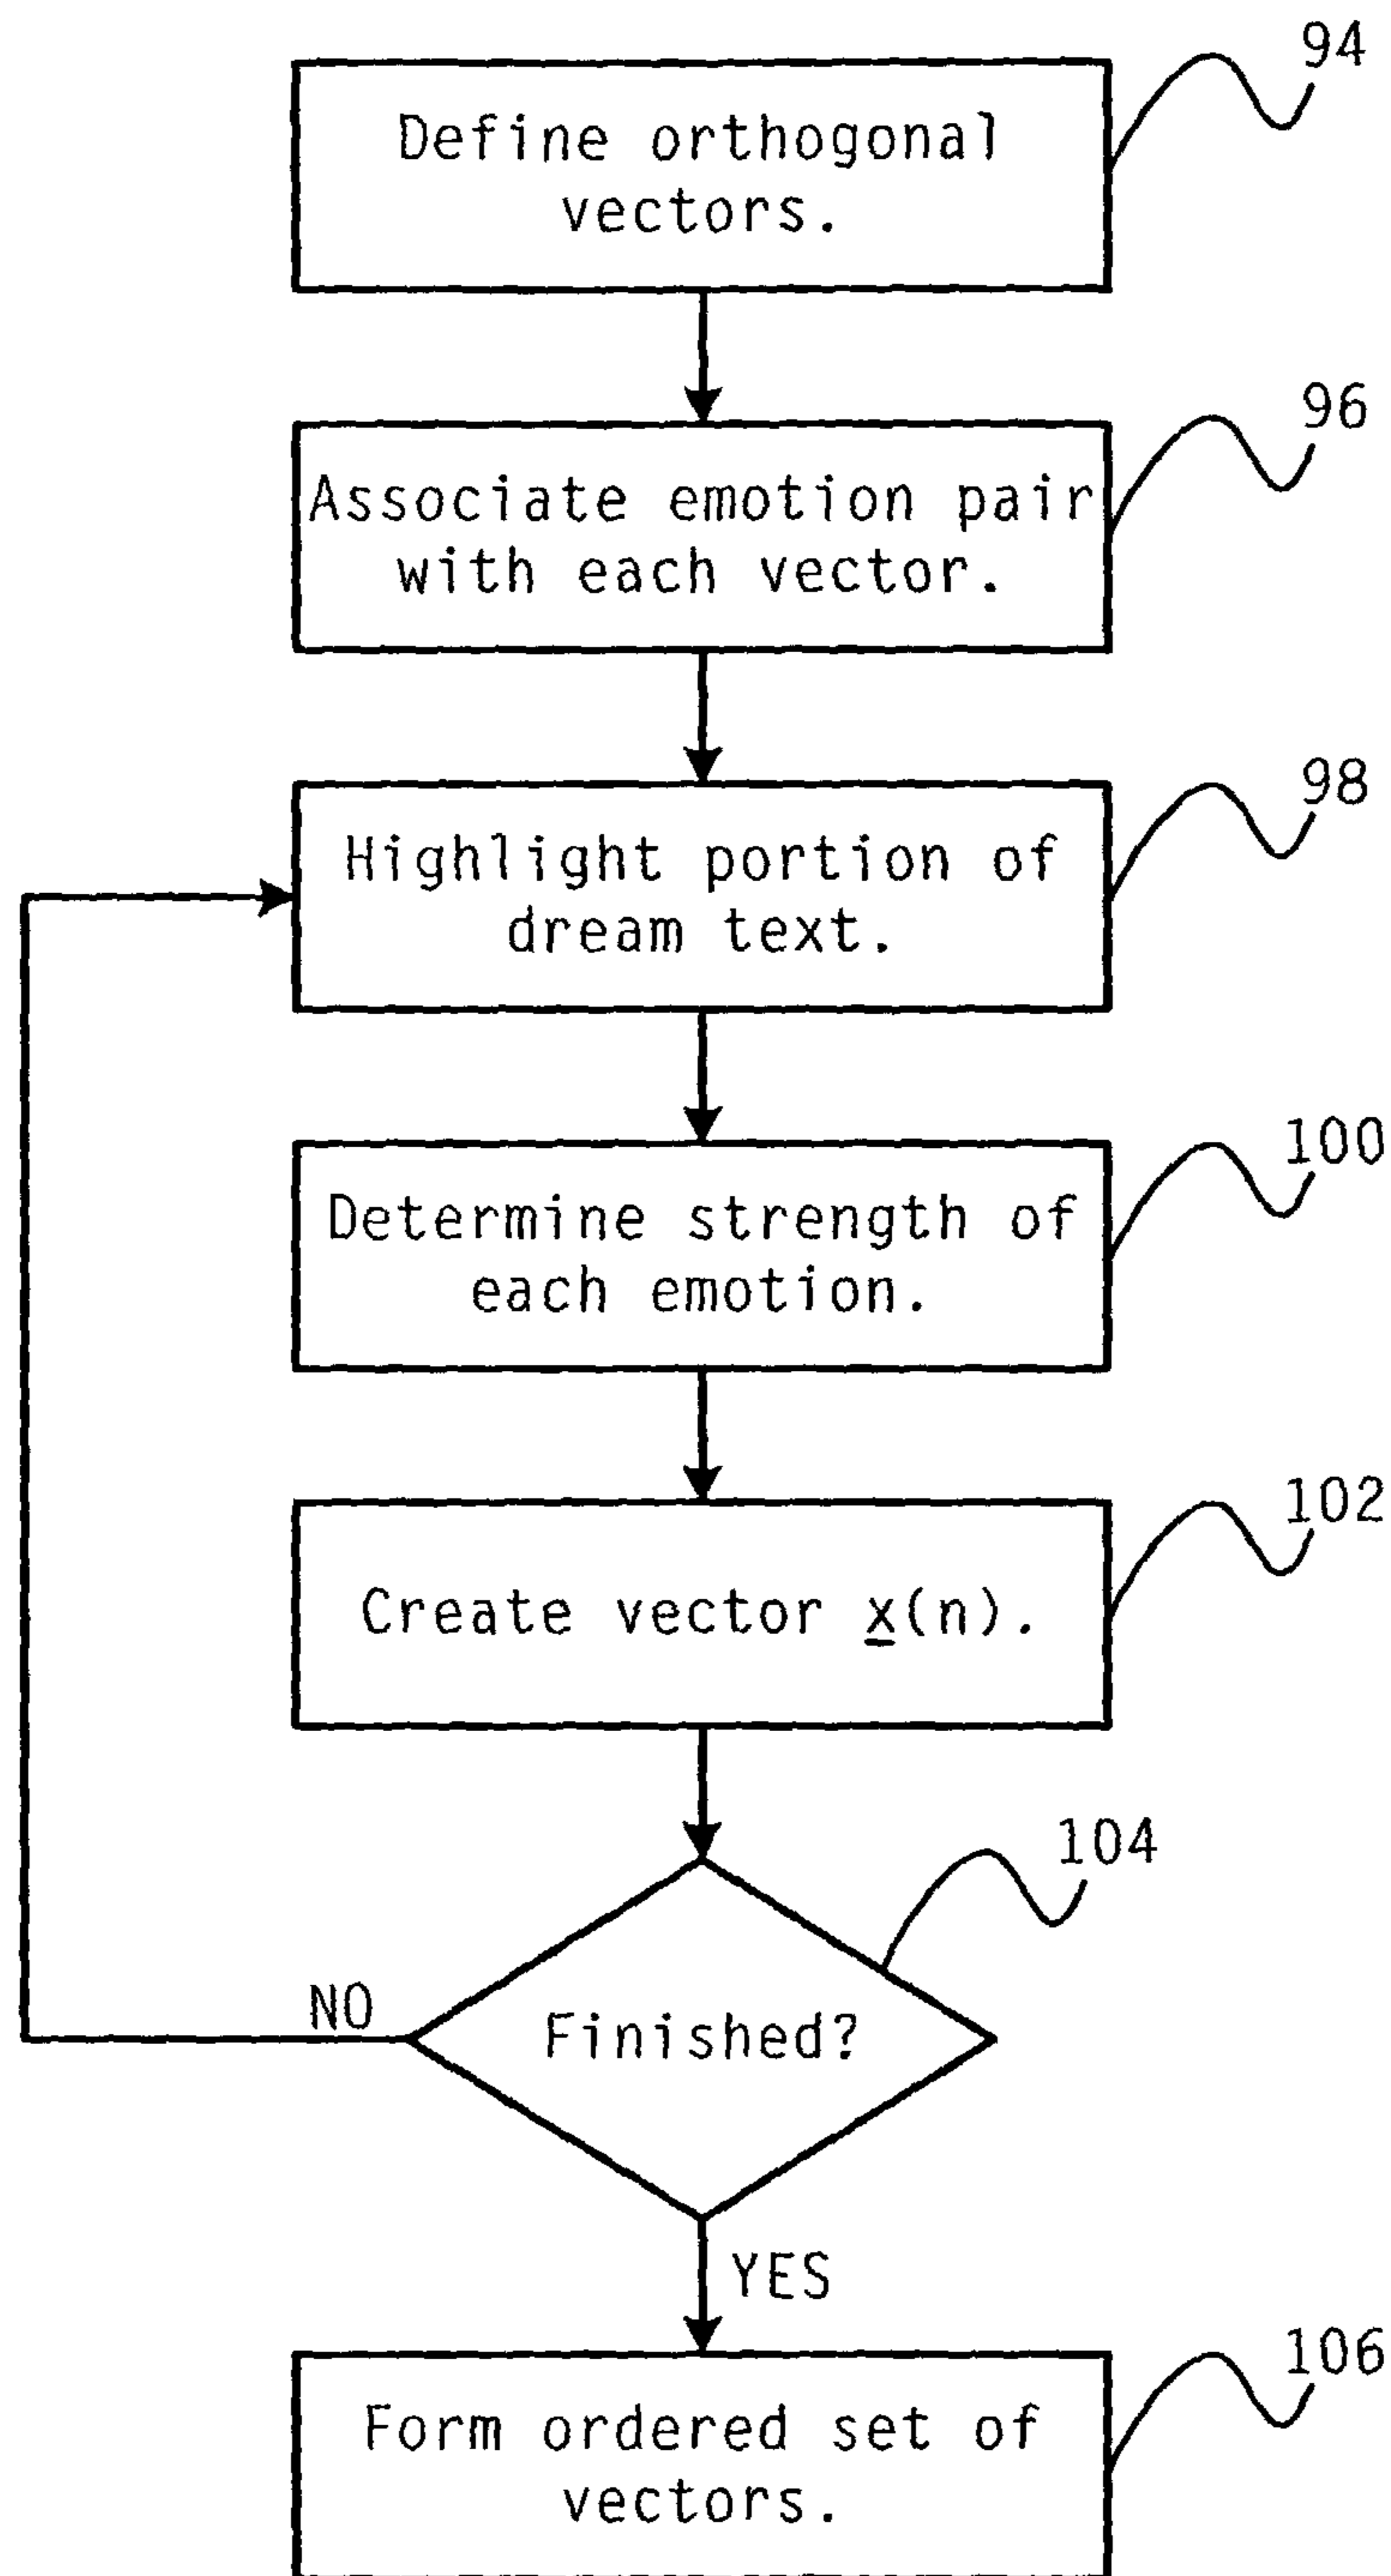 94
Define orthogonal
vectors.
96
Associate emotion pair
with each vector.
98
Highlight portion of
dream text.
100
Determine strength of
each emotion.
102
Create vector x(n).
104
Finished?
NO
YES
106
Form ordered set of
vectors.